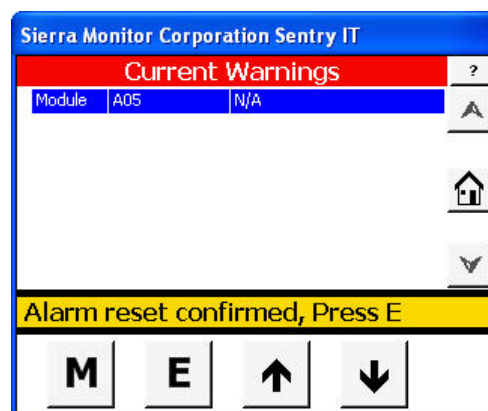 Sierra Monitor Corporation Sentry IT
Current Warnings ?
Module A05 N/A
Alarm reset confirmed, Press E
M E